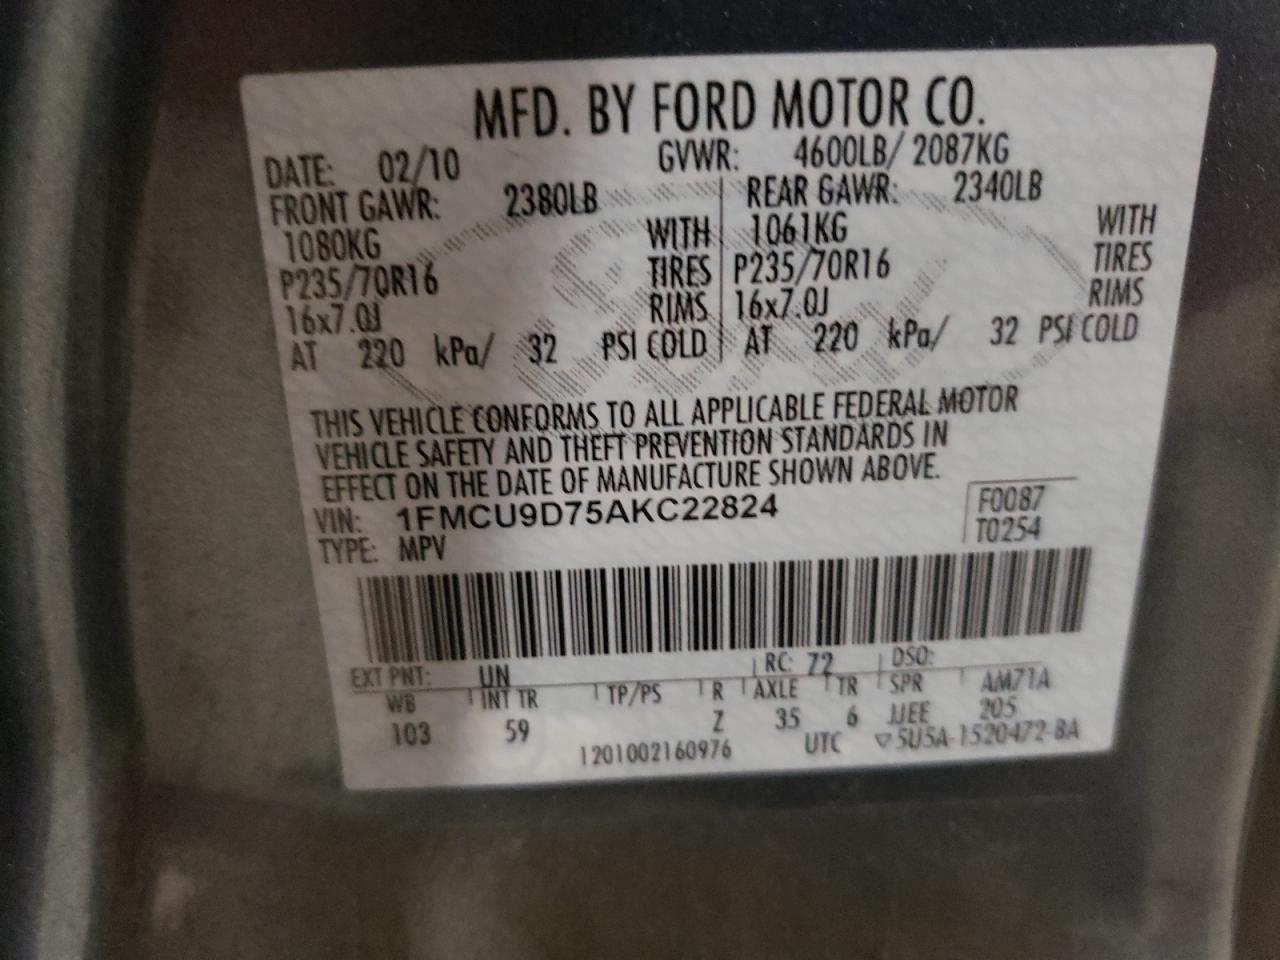 MFD. BY FORD MOTOR CO.
DATE: 02/10 GVWR: 4600LB/ 2087KG
FRONT GAWR: 2380LB REAR GAWR: 2340LB
1080KG WITH 1061KG WITH
P235/70R16 TIRES P235/70R16 TIRES
16x7.0J RIMS 16x7.0J RIMS
AT 220 kPa/ 32 PSI COLD AT 220 kPa/ 32 PSI COLD
THIS VEHICLE CONFORMS TO ALL APPLICABLE FEDERAL MOTOR
VEHICLE SAFETY AND THEFT PREVENTION STANDARDS IN
EFFECT ON THE DATE OF MANUFACTURE SHOWN ABOVE.
VIN: 1FMCU9D75AKC22824 F0087
TYPE: MPV T0254
EXT PNT: UN RC: 72 DSO:
WB INT TR TP/PS R AXLE TR SPR AM71A
103 59 Z 35 6 JJEE 205
1201002160976 UTC ▽5U5A-1520472-BA